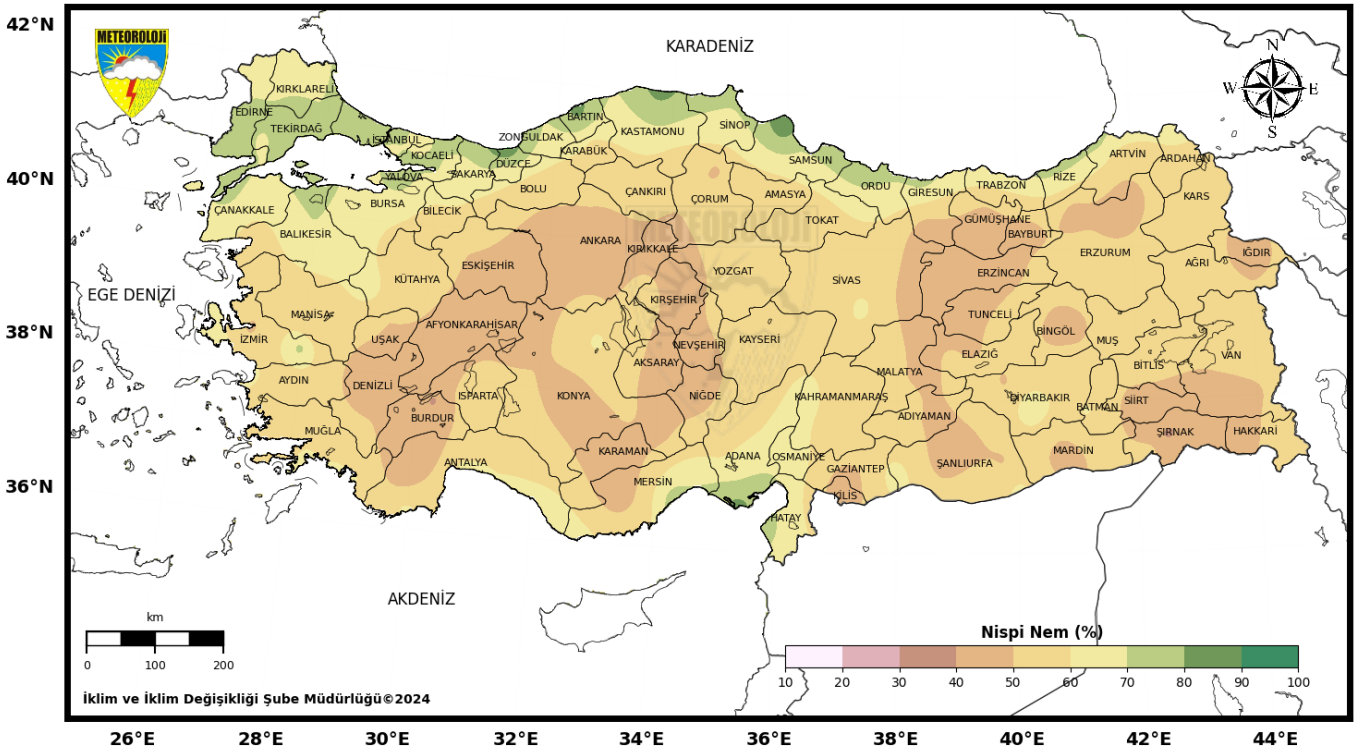 42°N
40°N
38°N
36°N
METEOROLOJİ
KARADENİZ
N
W
E
S
KIRKLARELİ
EDİRNE
TEKİRDAĞ
İSTANBUL
KOCAELİ
YALOVA
SAKARYA
DÜZCE
ZONGULDAK
BARTIN
KARABÜK
KASTAMONU
SİNOP
SAMSUN
ORDU
GİRESUN
TRABZON
RİZE
ARTVİN
ARDAHAN
KARS
ÇANAKKALE
BALIKESİR
BURSA
BİLECİK
BOLU
ÇANKIRI
ÇORUM
AMASYA
TOKAT
GÜMÜŞHANE
BAYBURT
ERZURUM
AĞRI
IĞDIR
METEOROLOJİ
EGE DENİZİ
KÜTAHYA
ESKİŞEHİR
ANKARA
KIRIKKALE
YOZGAT
SİVAS
ERZİNCAN
MANİSA
UŞAK
AFYONKARAHİSAR
KIRŞEHİR
NEVŞEHİR
KAYSERİ
TUNCELİ
BİNGÖL
MUŞ
BİTLİS
VAN
İZMİR
AYDIN
DENİZLİ
ISPARTA
BURDUR
KONYA
AKSARAY
NİĞDE
KAHRAMANMARAŞ
MALATYA
ELAZIĞ
ADIYAMAN
DİYARBAKIR
BATMAN
SİİRT
ŞIRNAK
HAKKARİ
MUĞLA
ANTALYA
KARAMAN
MERSİN
ADANA
OSMANİYE
GAZİANTEP
KİLİS
ŞANLIURFA
MARDİN
HATAY
AKDENİZ
km
0 100 200
Nispi Nem (%)
10 20 30 40 50 60 70 80 90 100
İklim ve İklim Değişikliği Şube Müdürlüğü©2024
26°E 28°E 30°E 32°E 34°E 36°E 38°E 40°E 42°E 44°E